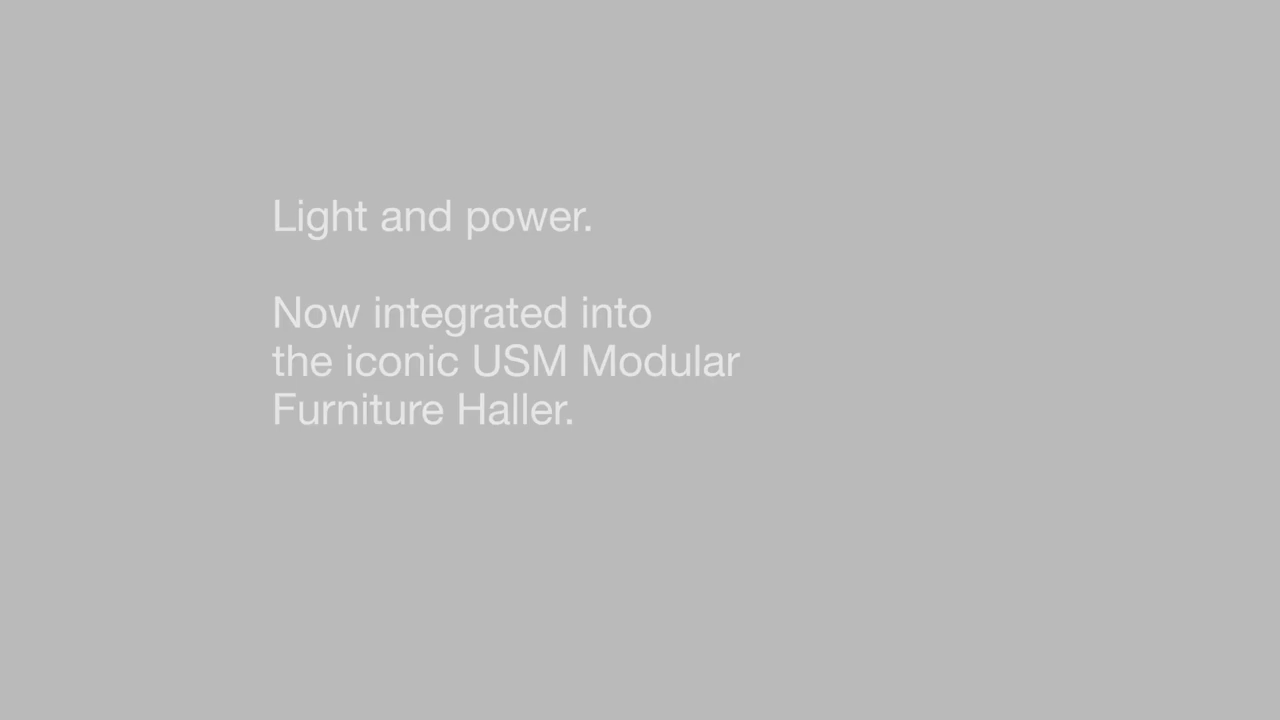 Light and power.
Now integrated into
the iconic USM Modular
Furniture Haller.